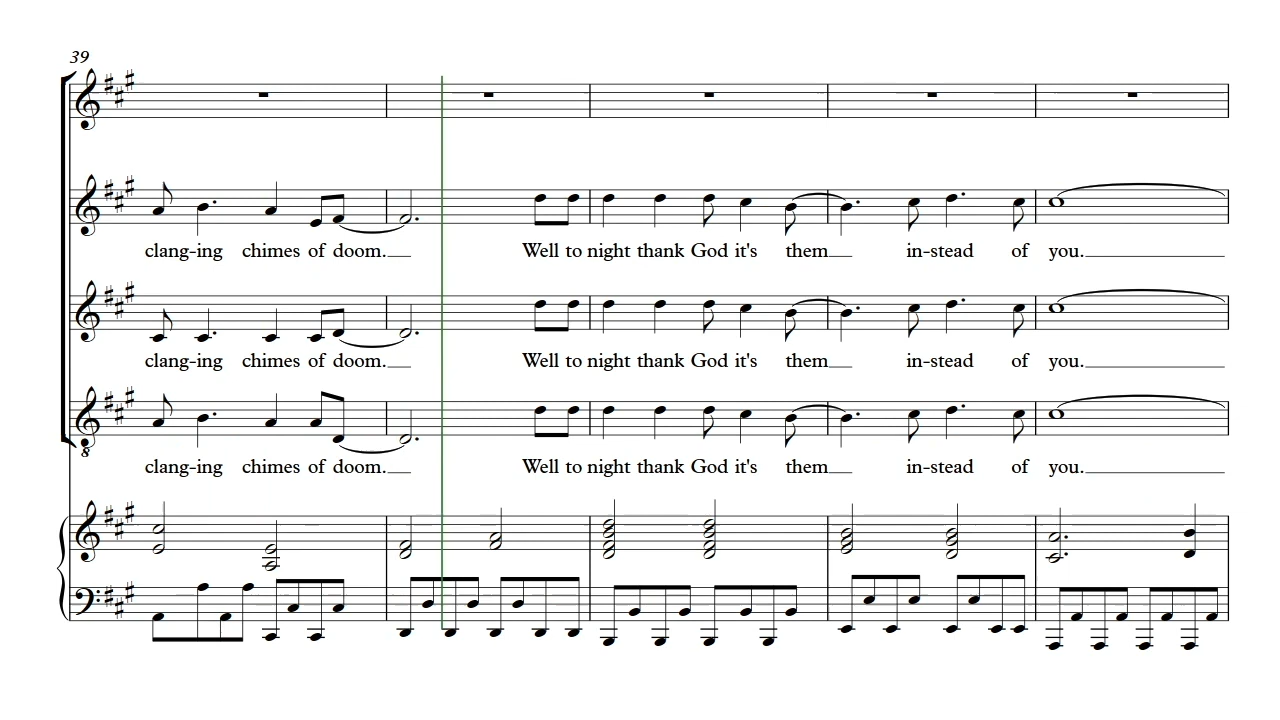 39
clang-ing chimes of doom. Well to night thank God it's them in-stead of you.
clang-ing chimes of doom. Well to night thank God it's them in-stead of you.
8
clang-ing chimes of doom. Well to night thank God it's them in-stead of you.